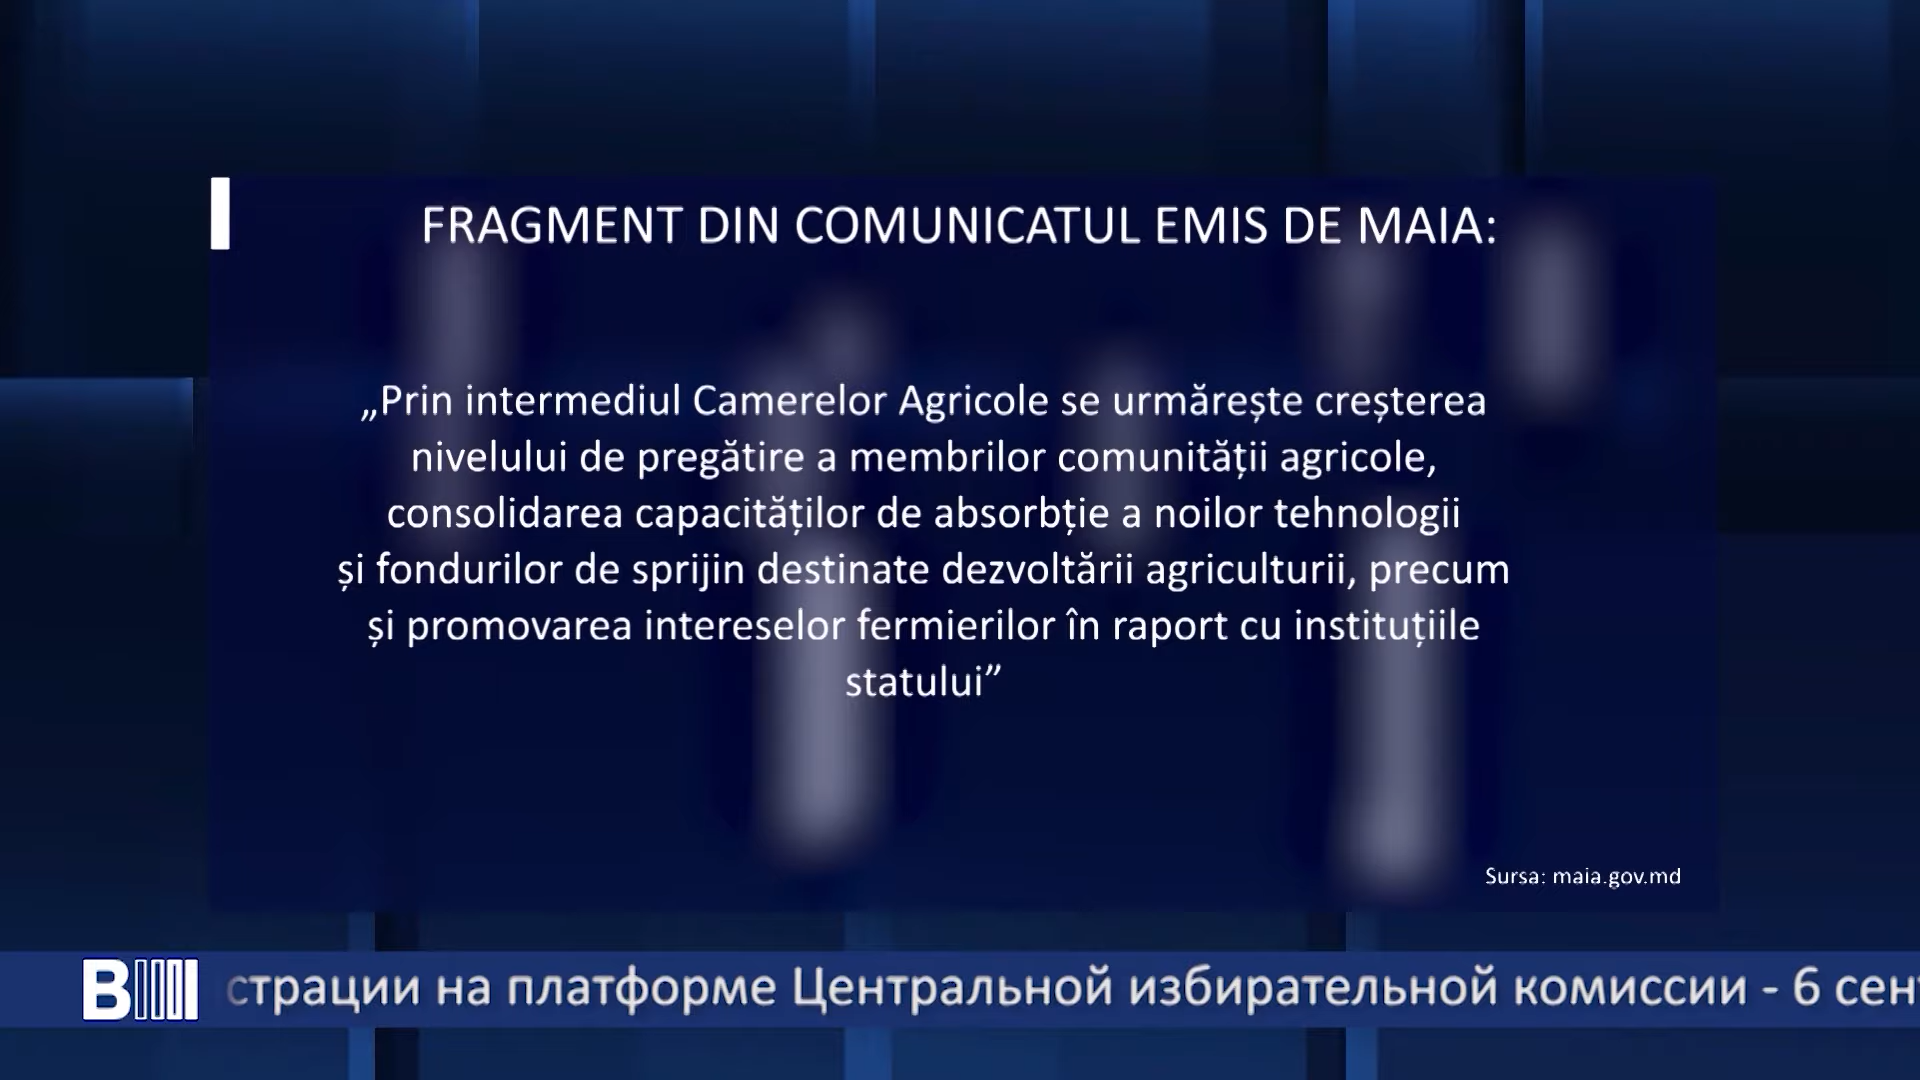 FRAGMENT DIN COMUNICATUL EMIS DE MAIA:
„Prin intermediul Camerelor Agricole se urmărește creșterea
nivelului de pregătire a membrilor comunității agricole,
consolidarea capacităților de absorbție a noilor tehnologii
și fondurilor de sprijin destinate dezvoltării agriculturii, precum
și promovarea intereselor fermierilor în raport cu instituțiile
statului”
Sursa: maia.gov.md
B страции на платформе Центральной избирательной комиссии - 6 сен